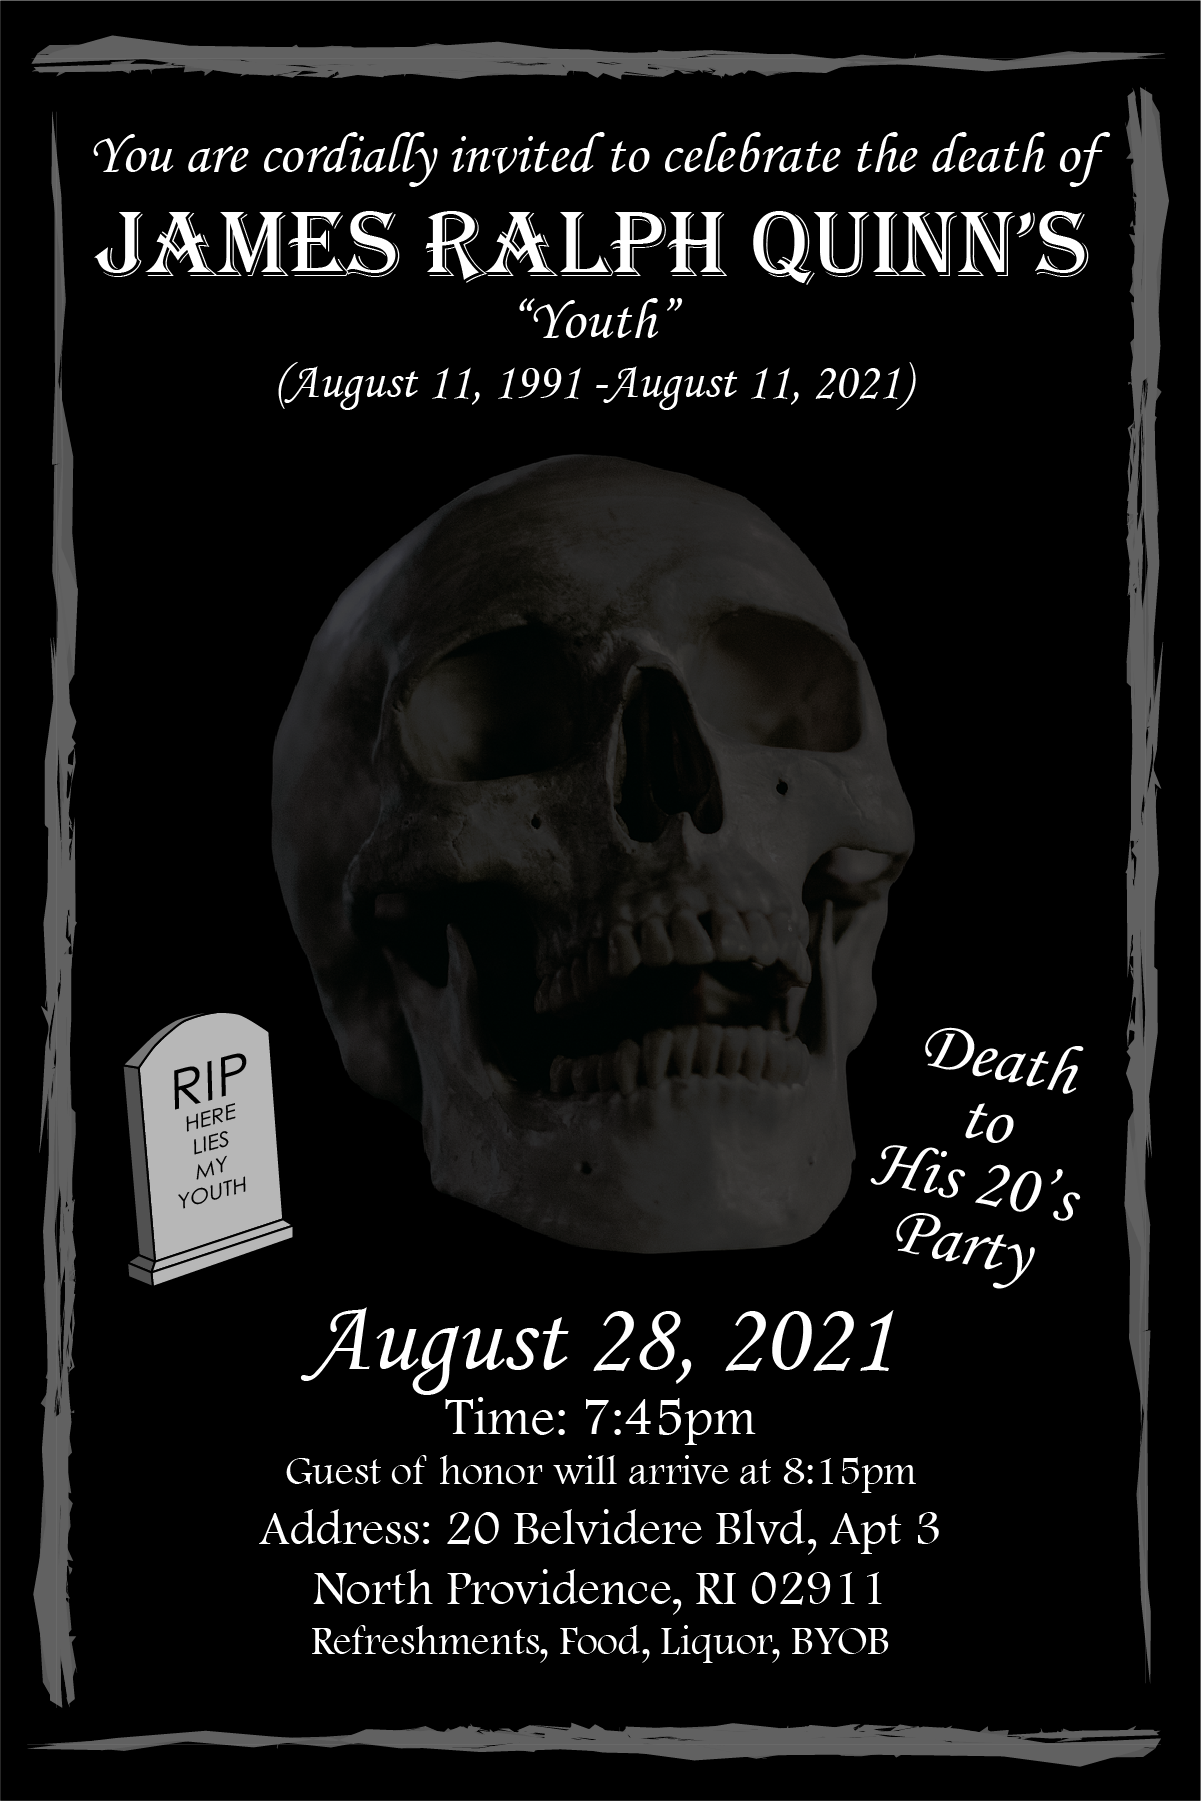 You are cordially invited to celebrate the death of
JAMES RALPH QUINN'S
“Youth”
(August 11, 1991 -August 11, 2021)
RIP
HERE
LIES
MY
YOUTH
Death
to
His 20's
Party
August 28, 2021
Time: 7:45pm
Guest of honor will arrive at 8:15pm
Address: 20 Belvidere Blvd, Apt 3
North Providence, RI 02911
Refreshments, Food, Liquor, BYOB